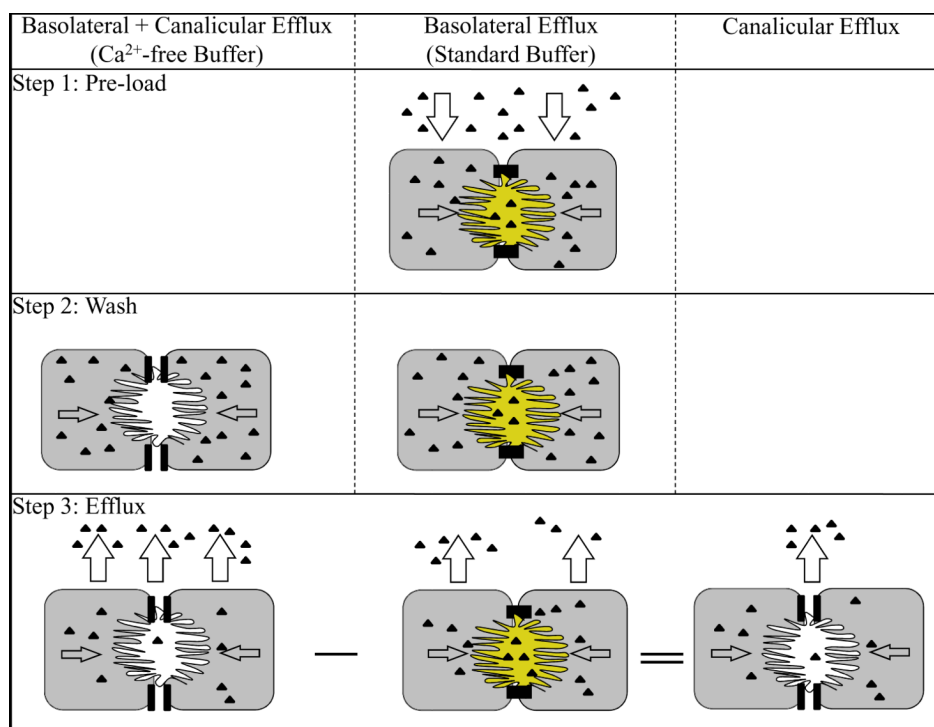 Basolateral + Canalicular Efflux
(Ca²⁺-free Buffer)
Basolateral Efflux
(Standard Buffer)
Canalicular Efflux
Step 1: Pre-load
Step 2: Wash
Step 3: Efflux